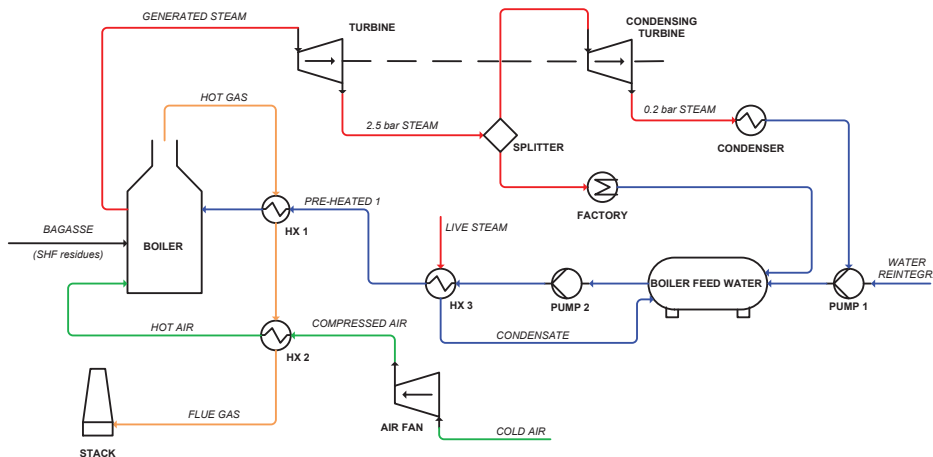 GENERATED STEAM
TURBINE
CONDENSING
TURBINE
HOT GAS
2.5 bar STEAM
SPLITTER
0.2 bar STEAM
CONDENSER
PRE-HEATED 1
HX 1
FACTORY
BAGASSE
(SHF residues)
BOILER
LIVE STEAM
WATER
REINTEGR
HX 3
PUMP 2
BOILER FEED WATER
PUMP 1
HOT AIR
COMPRESSED AIR
CONDENSATE
HX 2
FLUE GAS
STACK
AIR FAN
COLD AIR